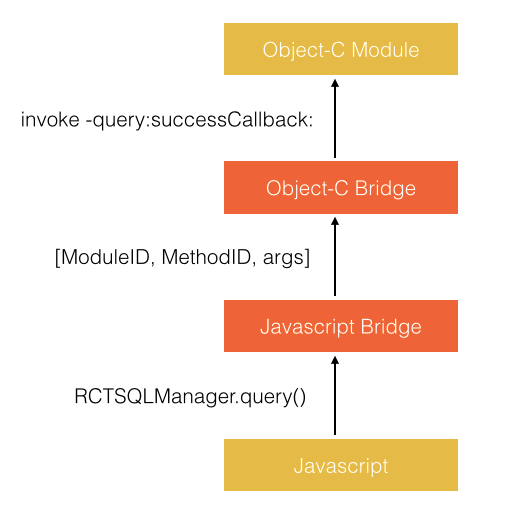 Object-C Module
invoke -query:successCallback:
Object-C Bridge
[ModuleID, MethodID, args]
Javascript Bridge
RCTSQLManager.query()
Javascript